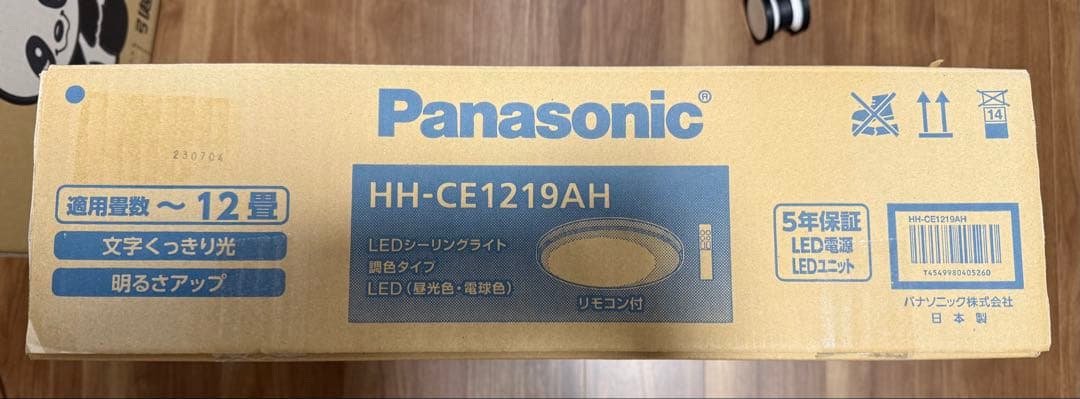 Panasonic®
14
230704
適用畳数 ～12畳
文字くっきり光
明るさアップ
HH-CE1219AH
LEDシーリングライト
調色タイプ
LED（昼光色・電球色）
リモコン付
5年保証
LED電源
LEDユニット
HH-CE1219AH
T4549980405260
パナソニック株式会社
日本製